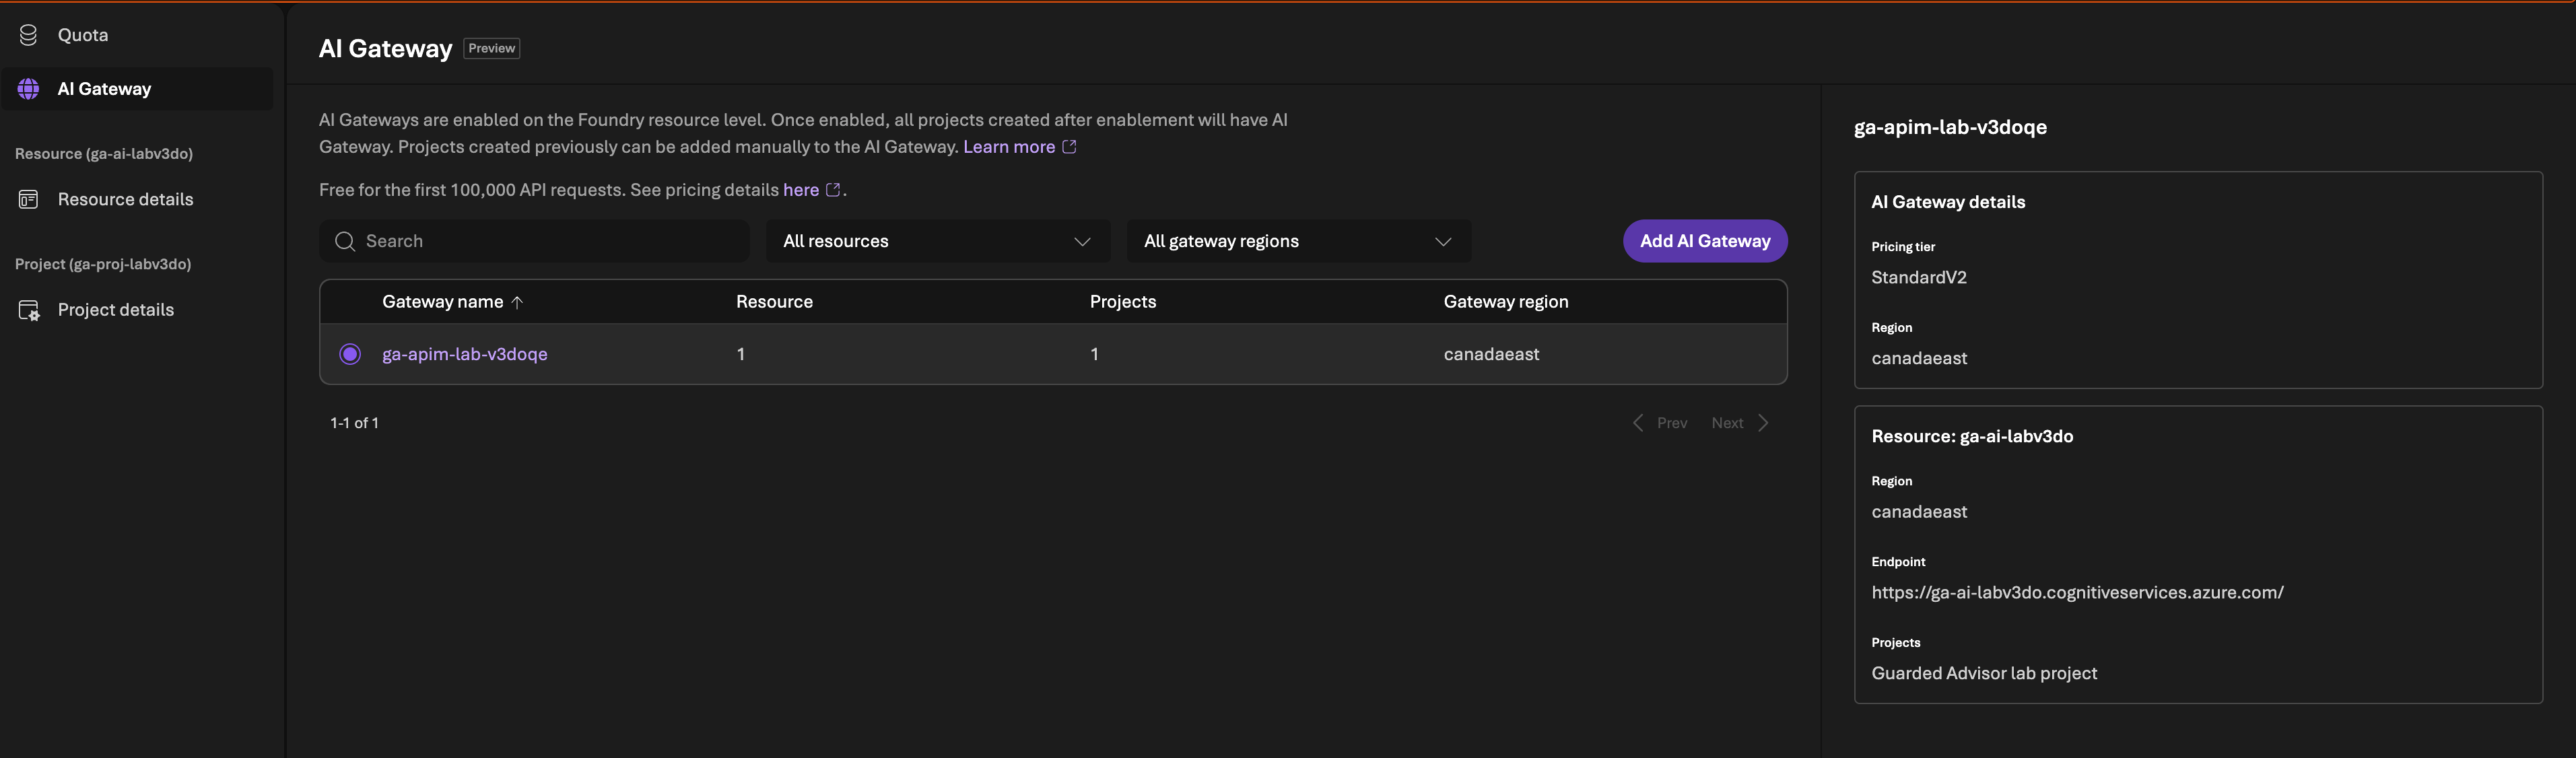 Quota
AI Gateway
Resource (ga-ai-labv3do)
Resource details
Project (ga-proj-labv3do)
Project details
AI Gateway Preview
AI Gateways are enabled on the Foundry resource level. Once enabled, all projects created after enablement will have AI
Gateway. Projects created previously can be added manually to the AI Gateway. Learn more
Free for the first 100,000 API requests. See pricing details here.
Search
All resources
All gateway regions
Add AI Gateway
Gateway name Resource Projects Gateway region
ga-apim-lab-v3doqe 1 1 canadaeast
1-1 of 1
Prev Next
ga-apim-lab-v3doqe
AI Gateway details
Pricing tier
StandardV2
Region
canadaeast
Resource: ga-ai-labv3do
Region
canadaeast
Endpoint
https://ga-ai-labv3do.cognitiveservices.azure.com/
Projects
Guarded Advisor lab project